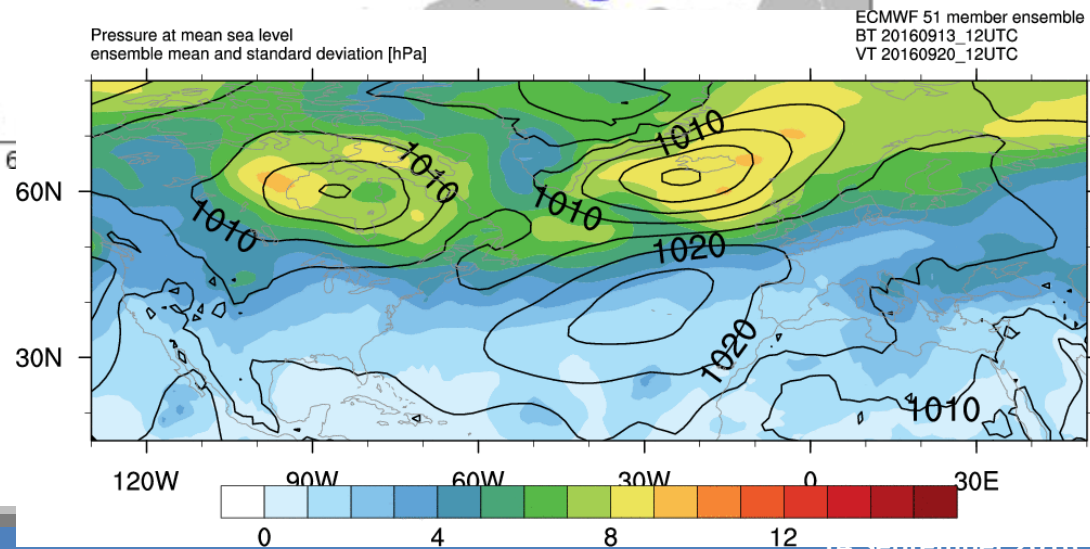 ECMWF 51 member ensemble
Pressure at mean sea level
BT 20160913_12UTC
ensemble mean and standard deviation [hPa]
VT 20160920_12UTC
6
1010
1010
60N
1010
1010
1020
1020
30N
1010
120W
90W
60W
30W
0
30E
0
4
8
12